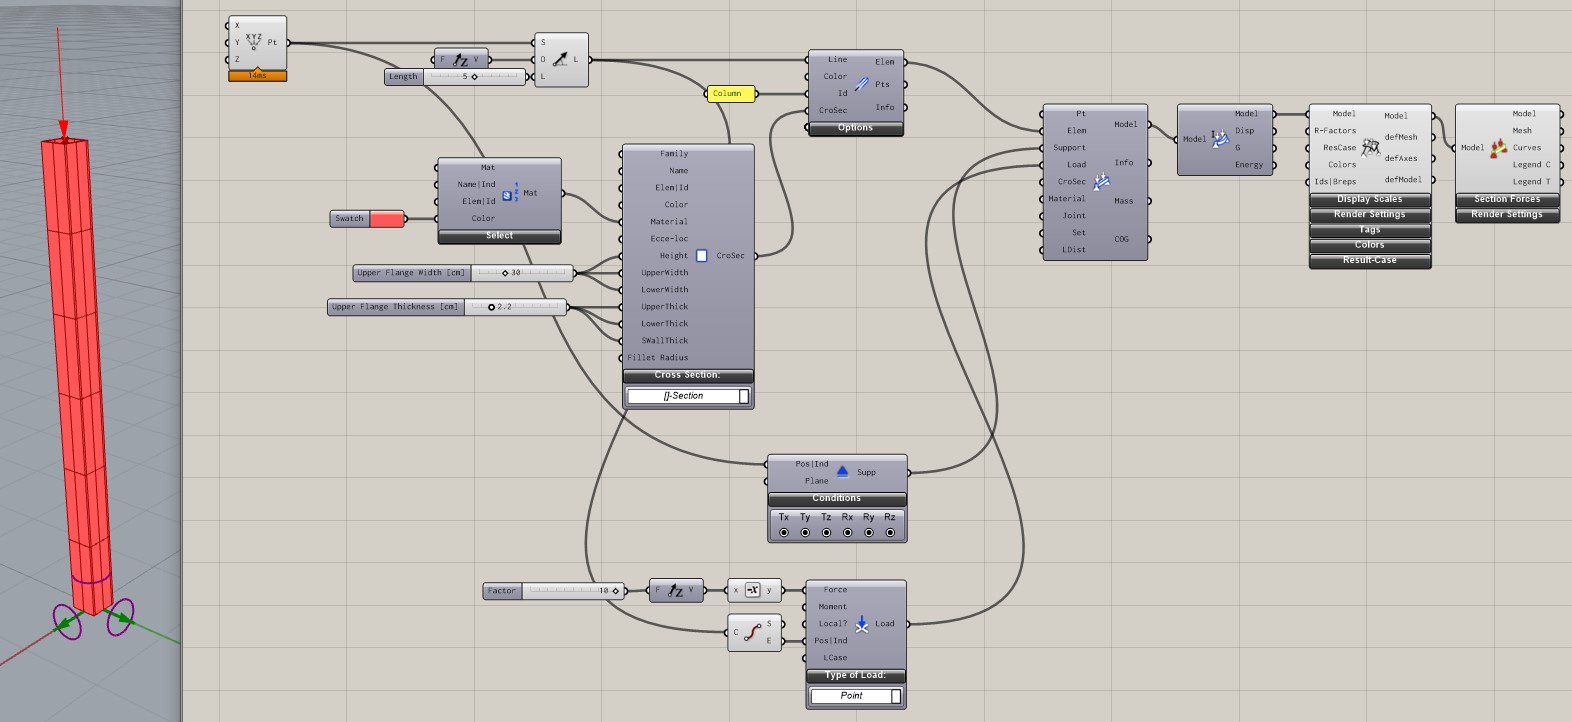 X
Y
Z
XYZ
Pt
14ms
F
V
Length
5
S
D
L
L
Column
Line
Color
Id
CroSec
Elem
Pts
Info
Options
Mat
Name|Ind
Elem|Id
Color
Mat
Select
Swatch
Upper Flange Width [cm]
30
Upper Flange Thickness [cm]
2.2
Family
Name
Elem|Id
Color
Material
Ecce-loc
Height
UpperWidth
LowerWidth
UpperThick
LowerThick
SWallThick
Fillet Radius
CroSec
Cross Section:
[]-Section
Pt
Elem
Support
Load
CroSec
Material
Joint
Set
LDist
Model
Info
Mass
COG
Model
Model
Disp
G
Energy
Model
R-Factors
ResCase
Colors
Ids|Breps
Model
defMesh
defAxes
defModel
Display Scales
Render Settings
Tags
Colors
Result-Case
Model
Model
Mesh
Curves
Legend C
Legend T
Section Forces
Render Settings
Pos|Ind
Plane
Supp
Conditions
Tx Ty Tz Rx Ry Rz
Factor
10
F
Z
V
x
-x
y
C
S
E
Force
Moment
Local?
Pos|Ind
LCase
Load
Type of Load:
Point